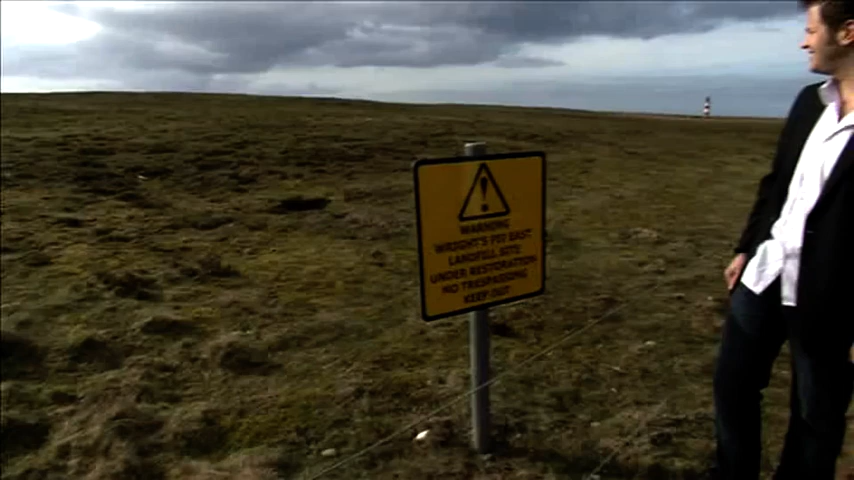 WARNING
WRIGHT'S PIT EAST
LANDFILL SITE
UNDER RESTORATION
NO TRESPASSING
KEEP OUT